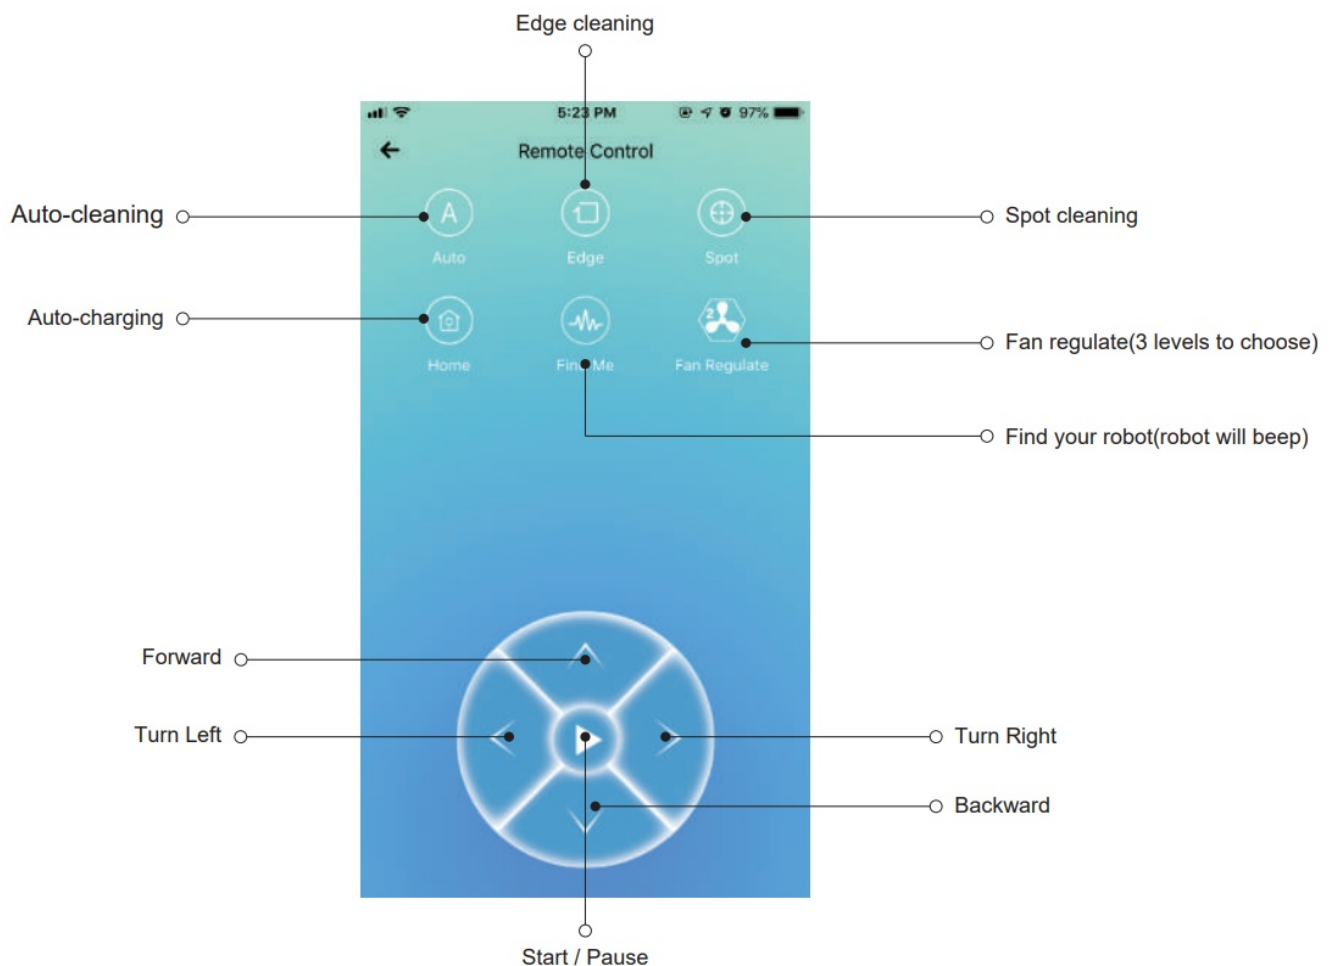 Edge cleaning
5:23 PM
97%
Remote Control
Auto-cleaning
A
Spot cleaning
Auto
Edge
Spot
Auto-charging
2
Fan regulate(3 levels to choose)
Home
Find Me
Fan Regulate
Find your robot(robot will beep)
Forward
Turn Left
Turn Right
Backward
Start / Pause